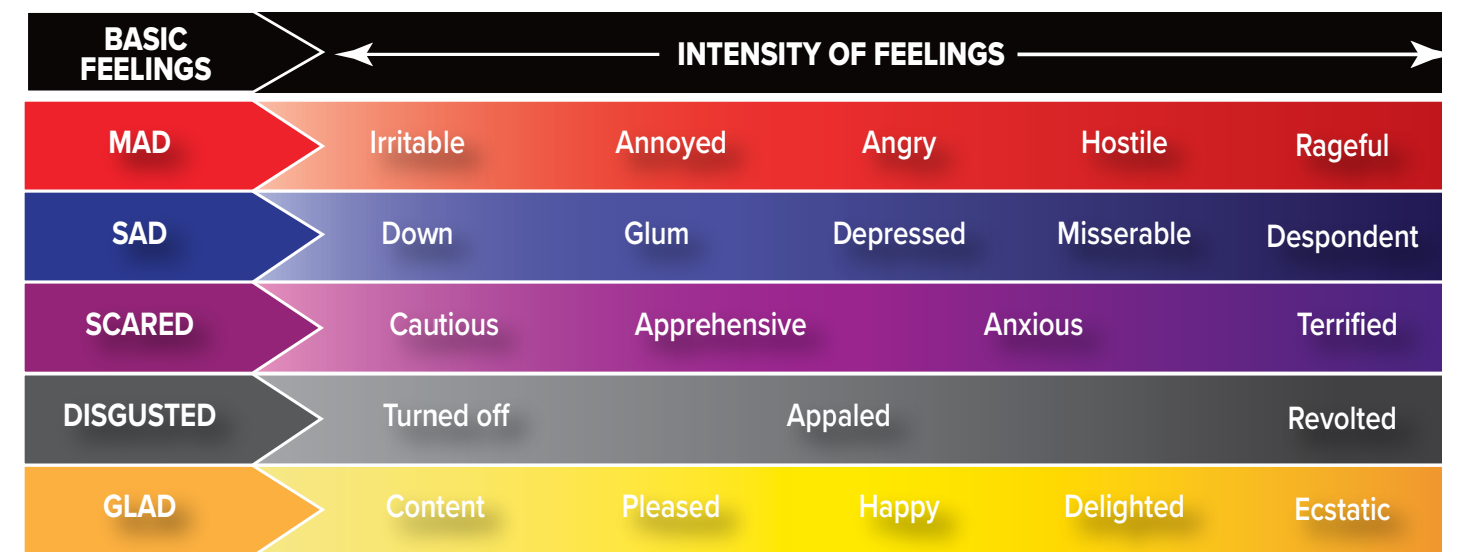 BASIC
FEELINGS
INTENSITY OF FEELINGS
MAD Irritable Annoyed Angry Hostile Rageful
SAD Down Glum Depressed Misserable Despondent
SCARED Cautious Apprehensive Anxious Terrified
DISGUSTED Turned off Appaled Revolted
GLAD Content Pleased Happy Delighted Ecstatic